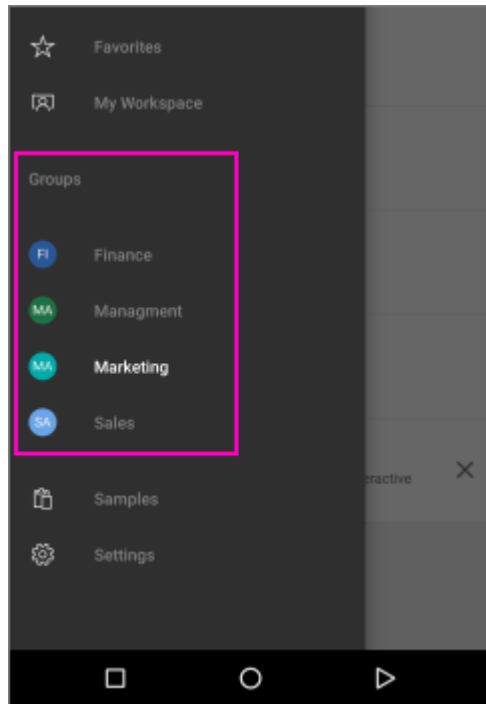 Favorites
My Workspace
Groups
FI Finance
MA Managment
MA Marketing
SA Sales
eractive
Samples
Settings